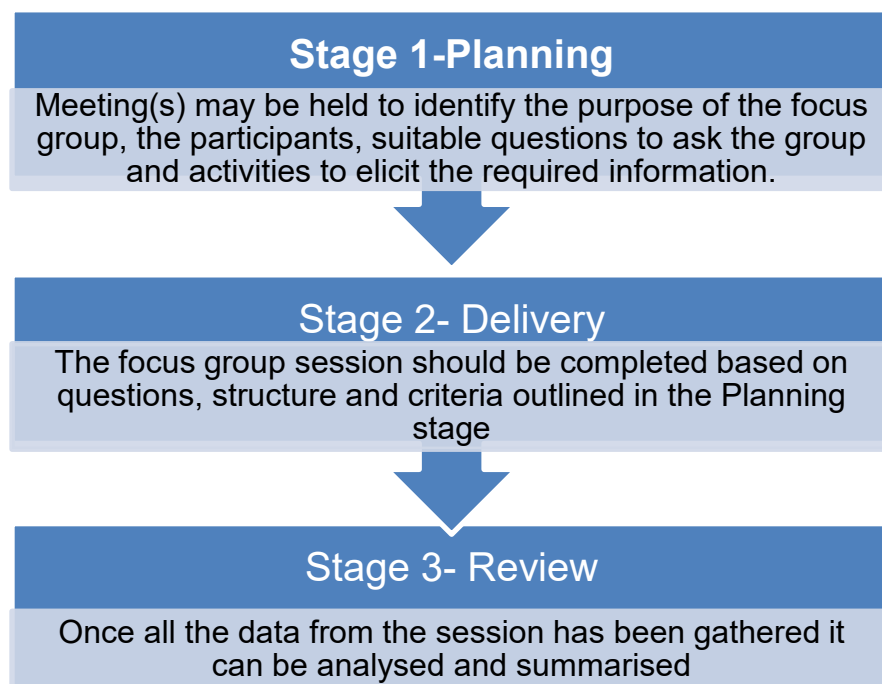 Stage 1-Planning
Meeting(s) may be held to identify the purpose of the focus
group, the participants, suitable questions to ask the group
and activities to elicit the required information.
Stage 2- Delivery
The focus group session should be completed based on
questions, structure and criteria outlined in the Planning
stage
Stage 3- Review
Once all the data from the session has been gathered it
can be analysed and summarised